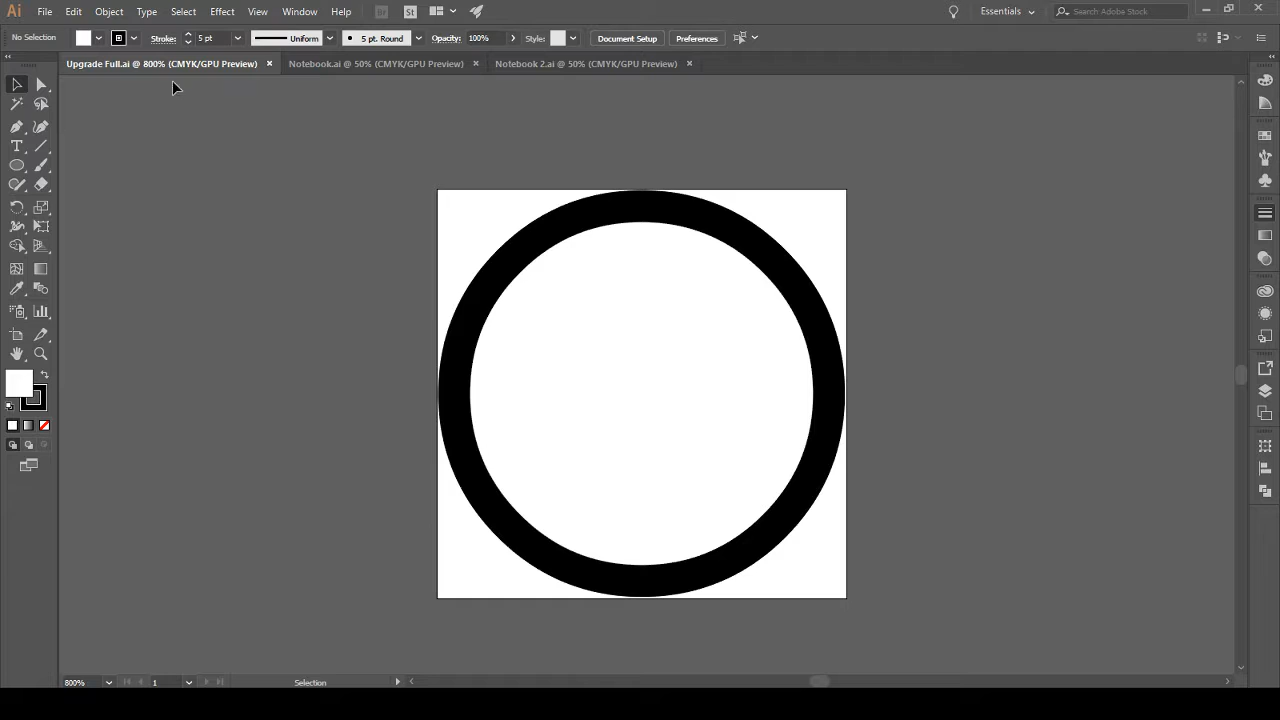 Ai File Edit Object Type Select Effect View Window Help Br St Essentials Search Adobe Stock
No Selection Stroke: 5 pt Uniform 5 pt. Round Opacity: 100% Style: Document Setup Preferences
Upgrade Full.ai @ 800% (CMYK/GPU Preview) × Notebook.ai @ 50% (CMYK/GPU Preview) × Notebook 2.ai @ 50% (CMYK/GPU Preview) ×
T
800% 1 Selection